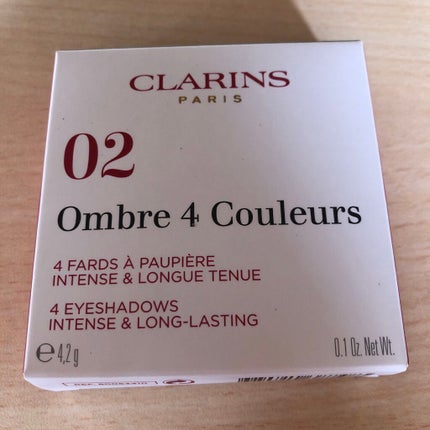 CLARINS
PARIS
02
Ombre 4 Couleurs
4 FARDS À PAUPIÈRE
INTENSE & LONGUE TENUE
4 EYESHADOWS
INTENSE & LONG-LASTING
℮ 4,2 g
0.1 Oz. Net Wt.